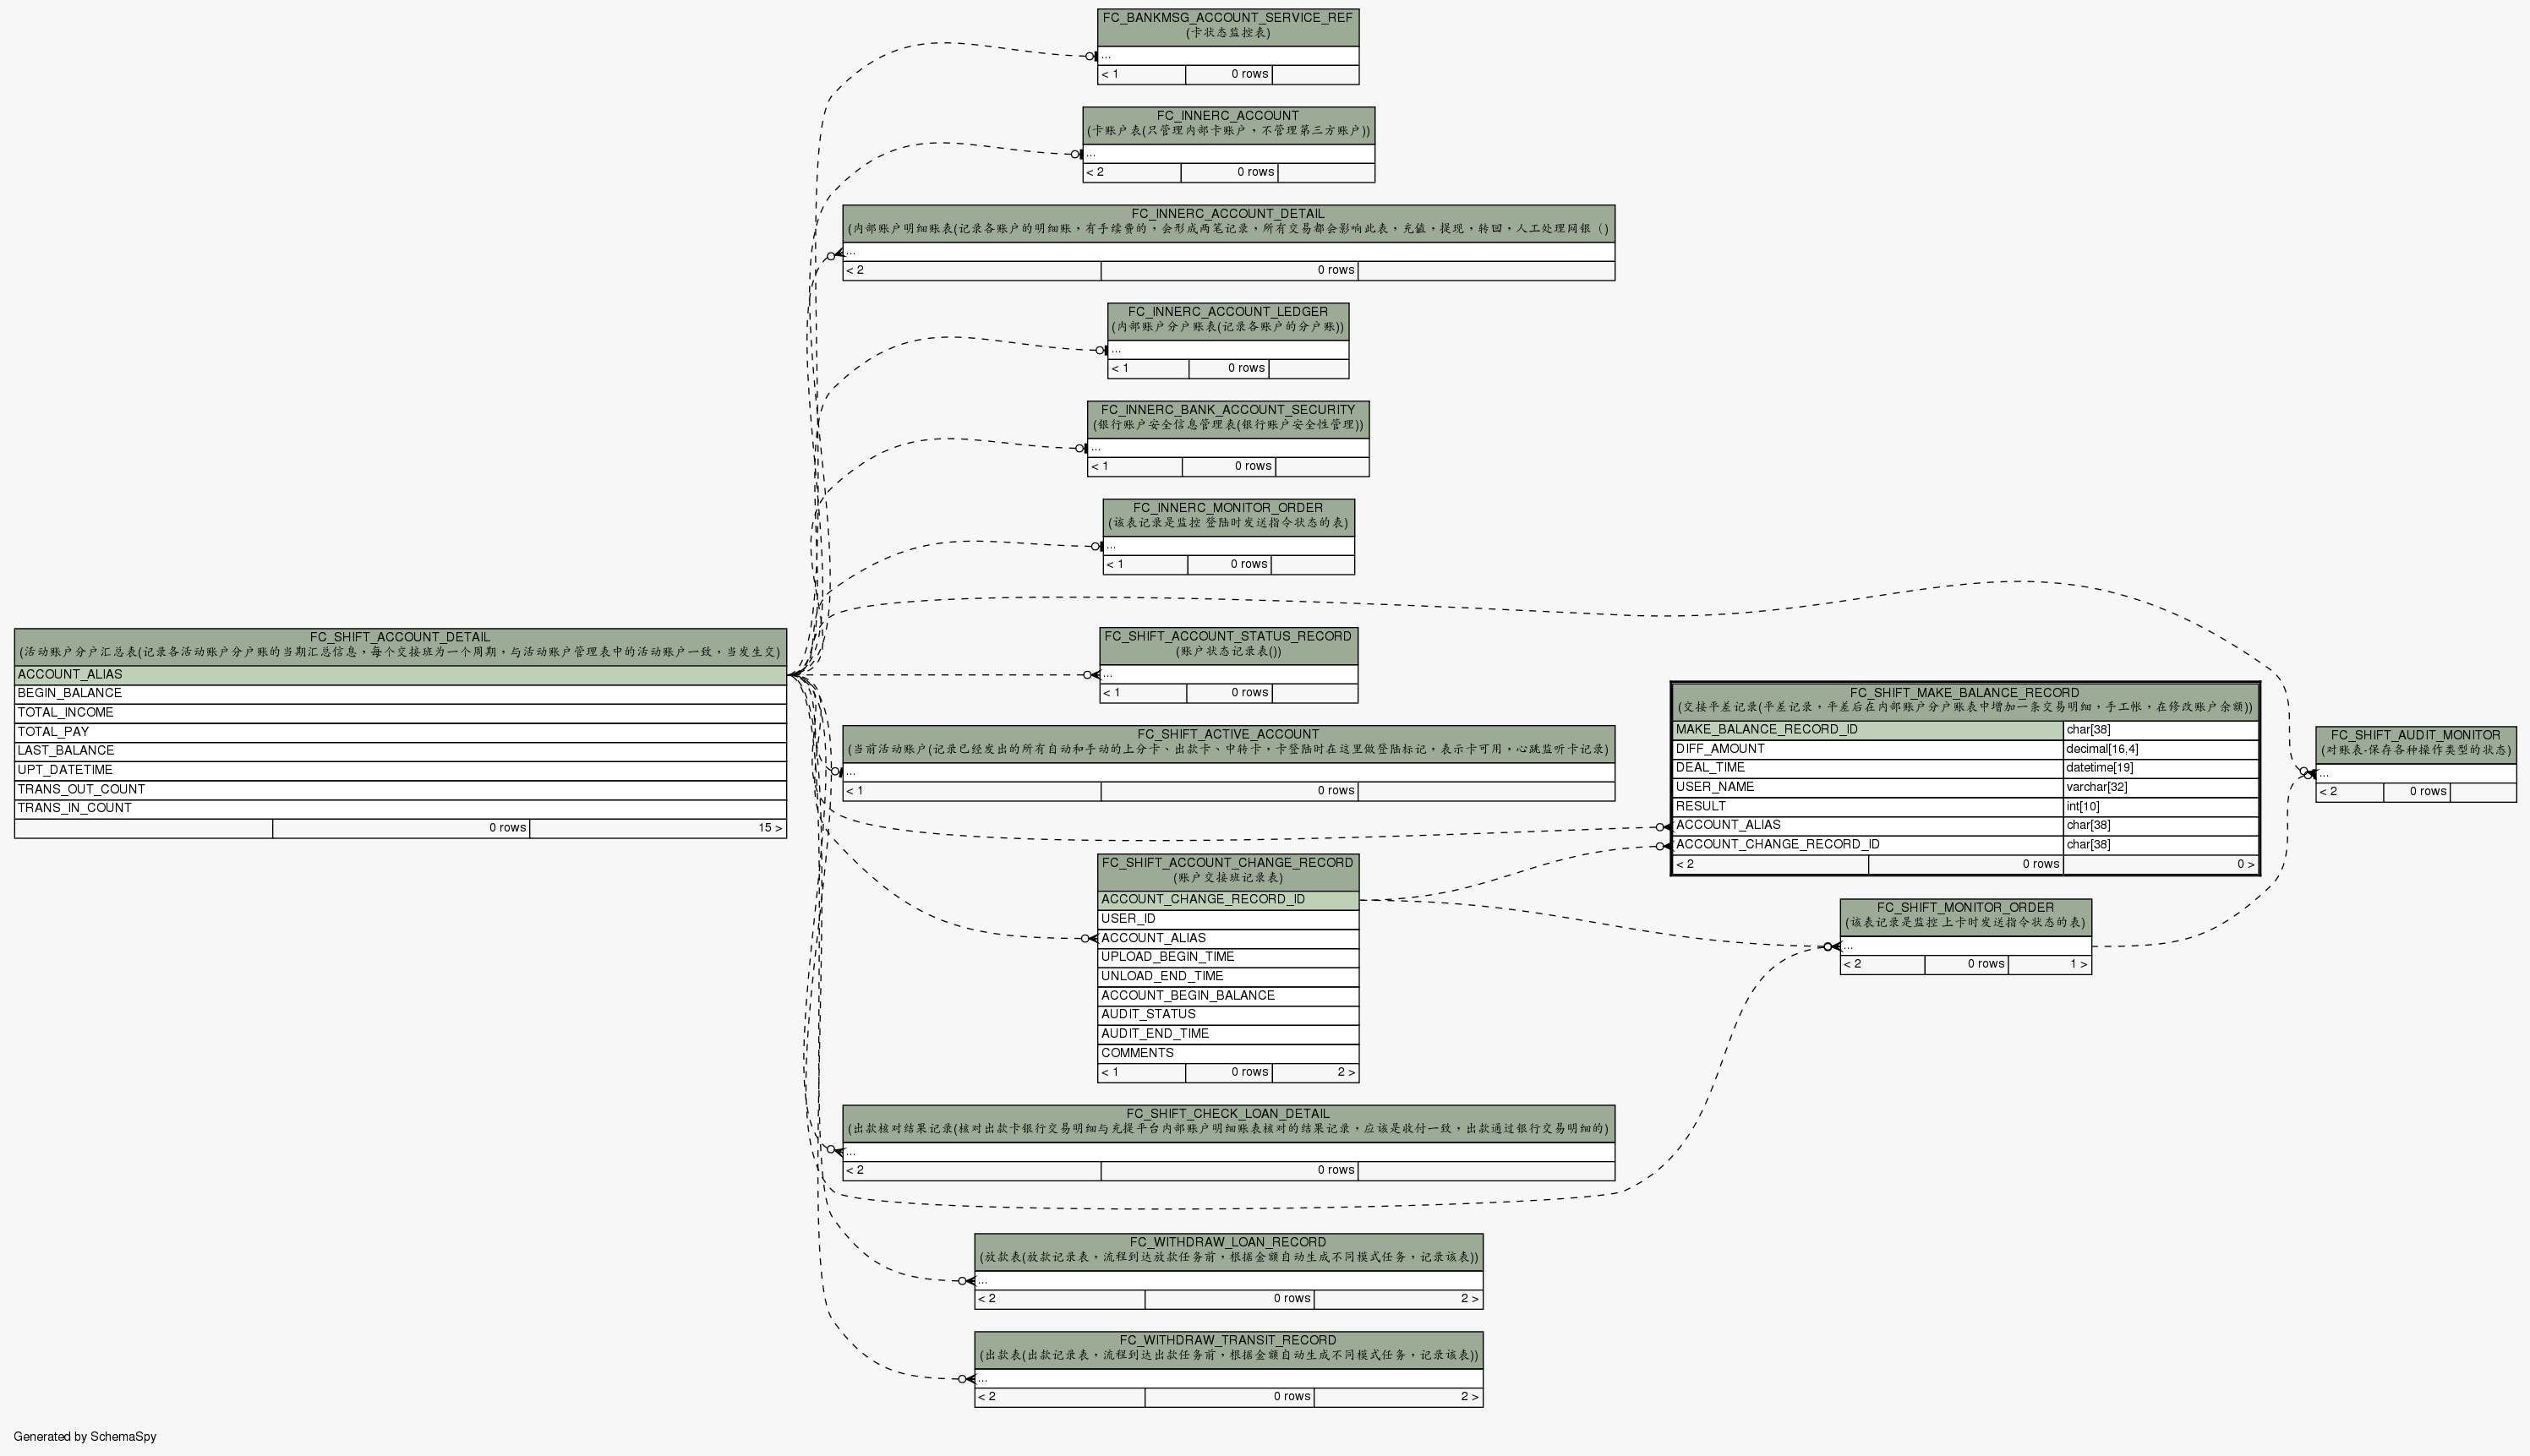 FC_BANKMSG_ACCOUNT_SERVICE_REF
(卡状态监控表)
...
< 1 0 rows
FC_INNERC_ACCOUNT
(卡账户表(只管理内部卡账户，不管理第三方账户))
...
< 2 0 rows
FC_INNERC_ACCOUNT_DETAIL
(内部账户明细账表(记录各账户的明细账，有手续费的，会形成两笔记录，所有交易都会影响此表，充值，提现，转回，人工处理网银（)
...
< 2 0 rows
FC_INNERC_ACCOUNT_LEDGER
(内部账户分户账表(记录各账户的分户账))
...
< 1 0 rows
FC_INNERC_BANK_ACCOUNT_SECURITY
(银行账户安全信息管理表(银行账户安全性管理))
...
< 1 0 rows
FC_INNERC_MONITOR_ORDER
(该表记录是监控 登陆时发送指令状态的表)
...
< 1 0 rows
FC_SHIFT_ACCOUNT_DETAIL
(活动账户分户汇总表(记录各活动账户分户账的当期汇总信息，每个交接班为一个周期，与活动账户管理表中的活动账户一致，当发生交)
ACCOUNT_ALIAS
BEGIN_BALANCE
TOTAL_INCOME
TOTAL_PAY
LAST_BALANCE
UPT_DATETIME
TRANS_OUT_COUNT
TRANS_IN_COUNT
0 rows 15 >
FC_SHIFT_ACCOUNT_STATUS_RECORD
(账户状态记录表())
...
< 1 0 rows
FC_SHIFT_ACTIVE_ACCOUNT
(当前活动账户(记录已经发出的所有自动和手动的上分卡、出款卡、中转卡，卡登陆时在这里做登陆标记，表示卡可用，心跳监听卡记录)
...
< 1 0 rows
FC_SHIFT_MAKE_BALANCE_RECORD
(交接平差记录(平差记录，平差后在内部账户分户账表中增加一条交易明细，手工帐，在修改账户余额))
MAKE_BALANCE_RECORD_ID char[38]
DIFF_AMOUNT decimal[16,4]
DEAL_TIME datetime[19]
USER_NAME varchar[32]
RESULT int[10]
ACCOUNT_ALIAS char[38]
ACCOUNT_CHANGE_RECORD_ID char[38]
< 2 0 rows 0 >
FC_SHIFT_AUDIT_MONITOR
(对账表-保存各种操作类型的状态)
...
< 2 0 rows
FC_SHIFT_ACCOUNT_CHANGE_RECORD
(账户交接班记录表)
ACCOUNT_CHANGE_RECORD_ID
USER_ID
ACCOUNT_ALIAS
UPLOAD_BEGIN_TIME
UNLOAD_END_TIME
ACCOUNT_BEGIN_BALANCE
AUDIT_STATUS
AUDIT_END_TIME
COMMENTS
< 1 0 rows 2 >
FC_SHIFT_MONITOR_ORDER
(该表记录是监控 上卡时发送指令状态的表)
...
< 2 0 rows 1 >
FC_SHIFT_CHECK_LOAN_DETAIL
(出款核对结果记录(核对出款卡银行交易明细与充提平台内部账户明细账表核对的结果记录，应该是收付一致，出款通过银行交易明细的)
...
< 2 0 rows
FC_WITHDRAW_LOAN_RECORD
(放款表(放款记录表，流程到达放款任务前，根据金额自动生成不同模式任务，记录该表))
...
< 2 0 rows 2 >
FC_WITHDRAW_TRANSIT_RECORD
(出款表(出款记录表，流程到达出款任务前，根据金额自动生成不同模式任务，记录该表))
...
< 2 0 rows 2 >
Generated by SchemaSpy